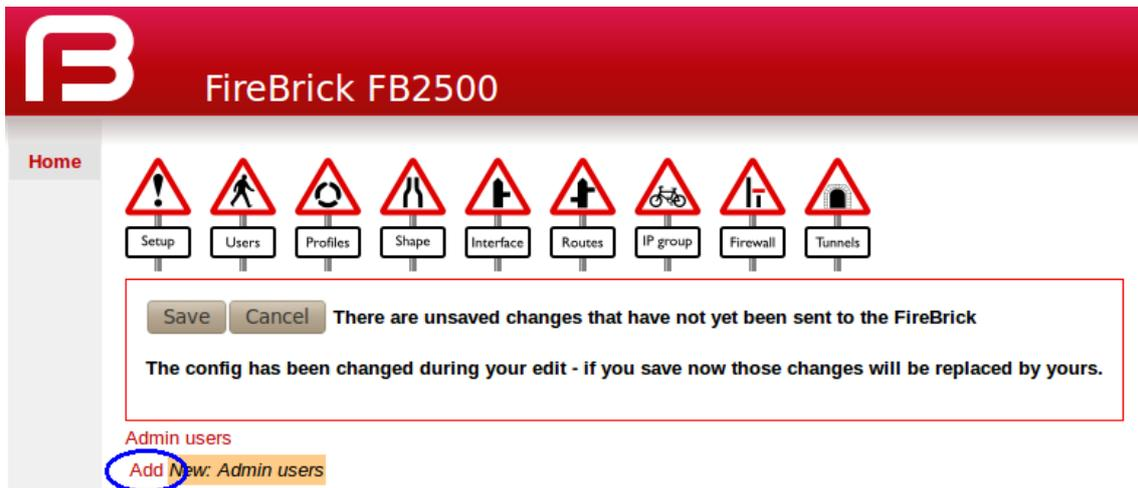 FB
FireBrick FB2500
Home
Setup Users Profiles Shape Interface Routes IP group Firewall Tunnels
Save Cancel There are unsaved changes that have not yet been sent to the FireBrick
The config has been changed during your edit - if you save now those changes will be replaced by yours.
Admin users
Add New: Admin users